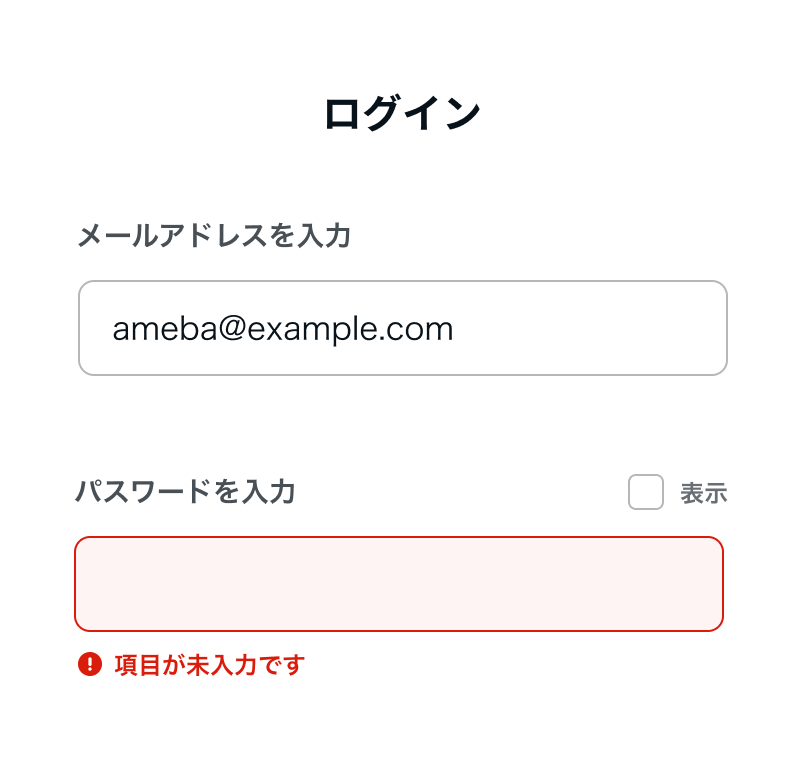 ログイン
メールアドレスを入力
ameba@example.com
パスワードを入力
表示
項目が未入力です